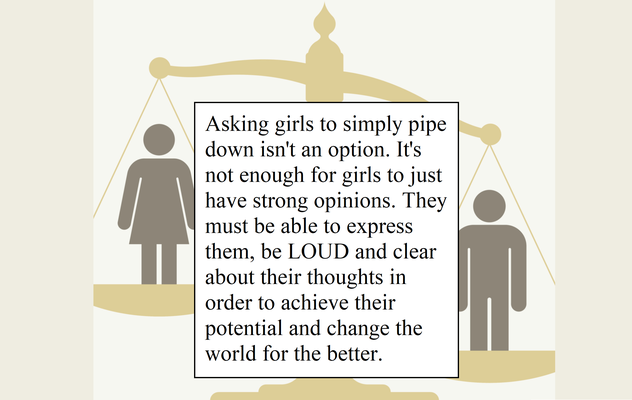 Asking girls to simply pipe
down isn't an option. It's
not enough for girls to just
have strong opinions. They
must be able to express
them, be LOUD and clear
about their thoughts in
order to achieve their
potential and change the
world for the better.